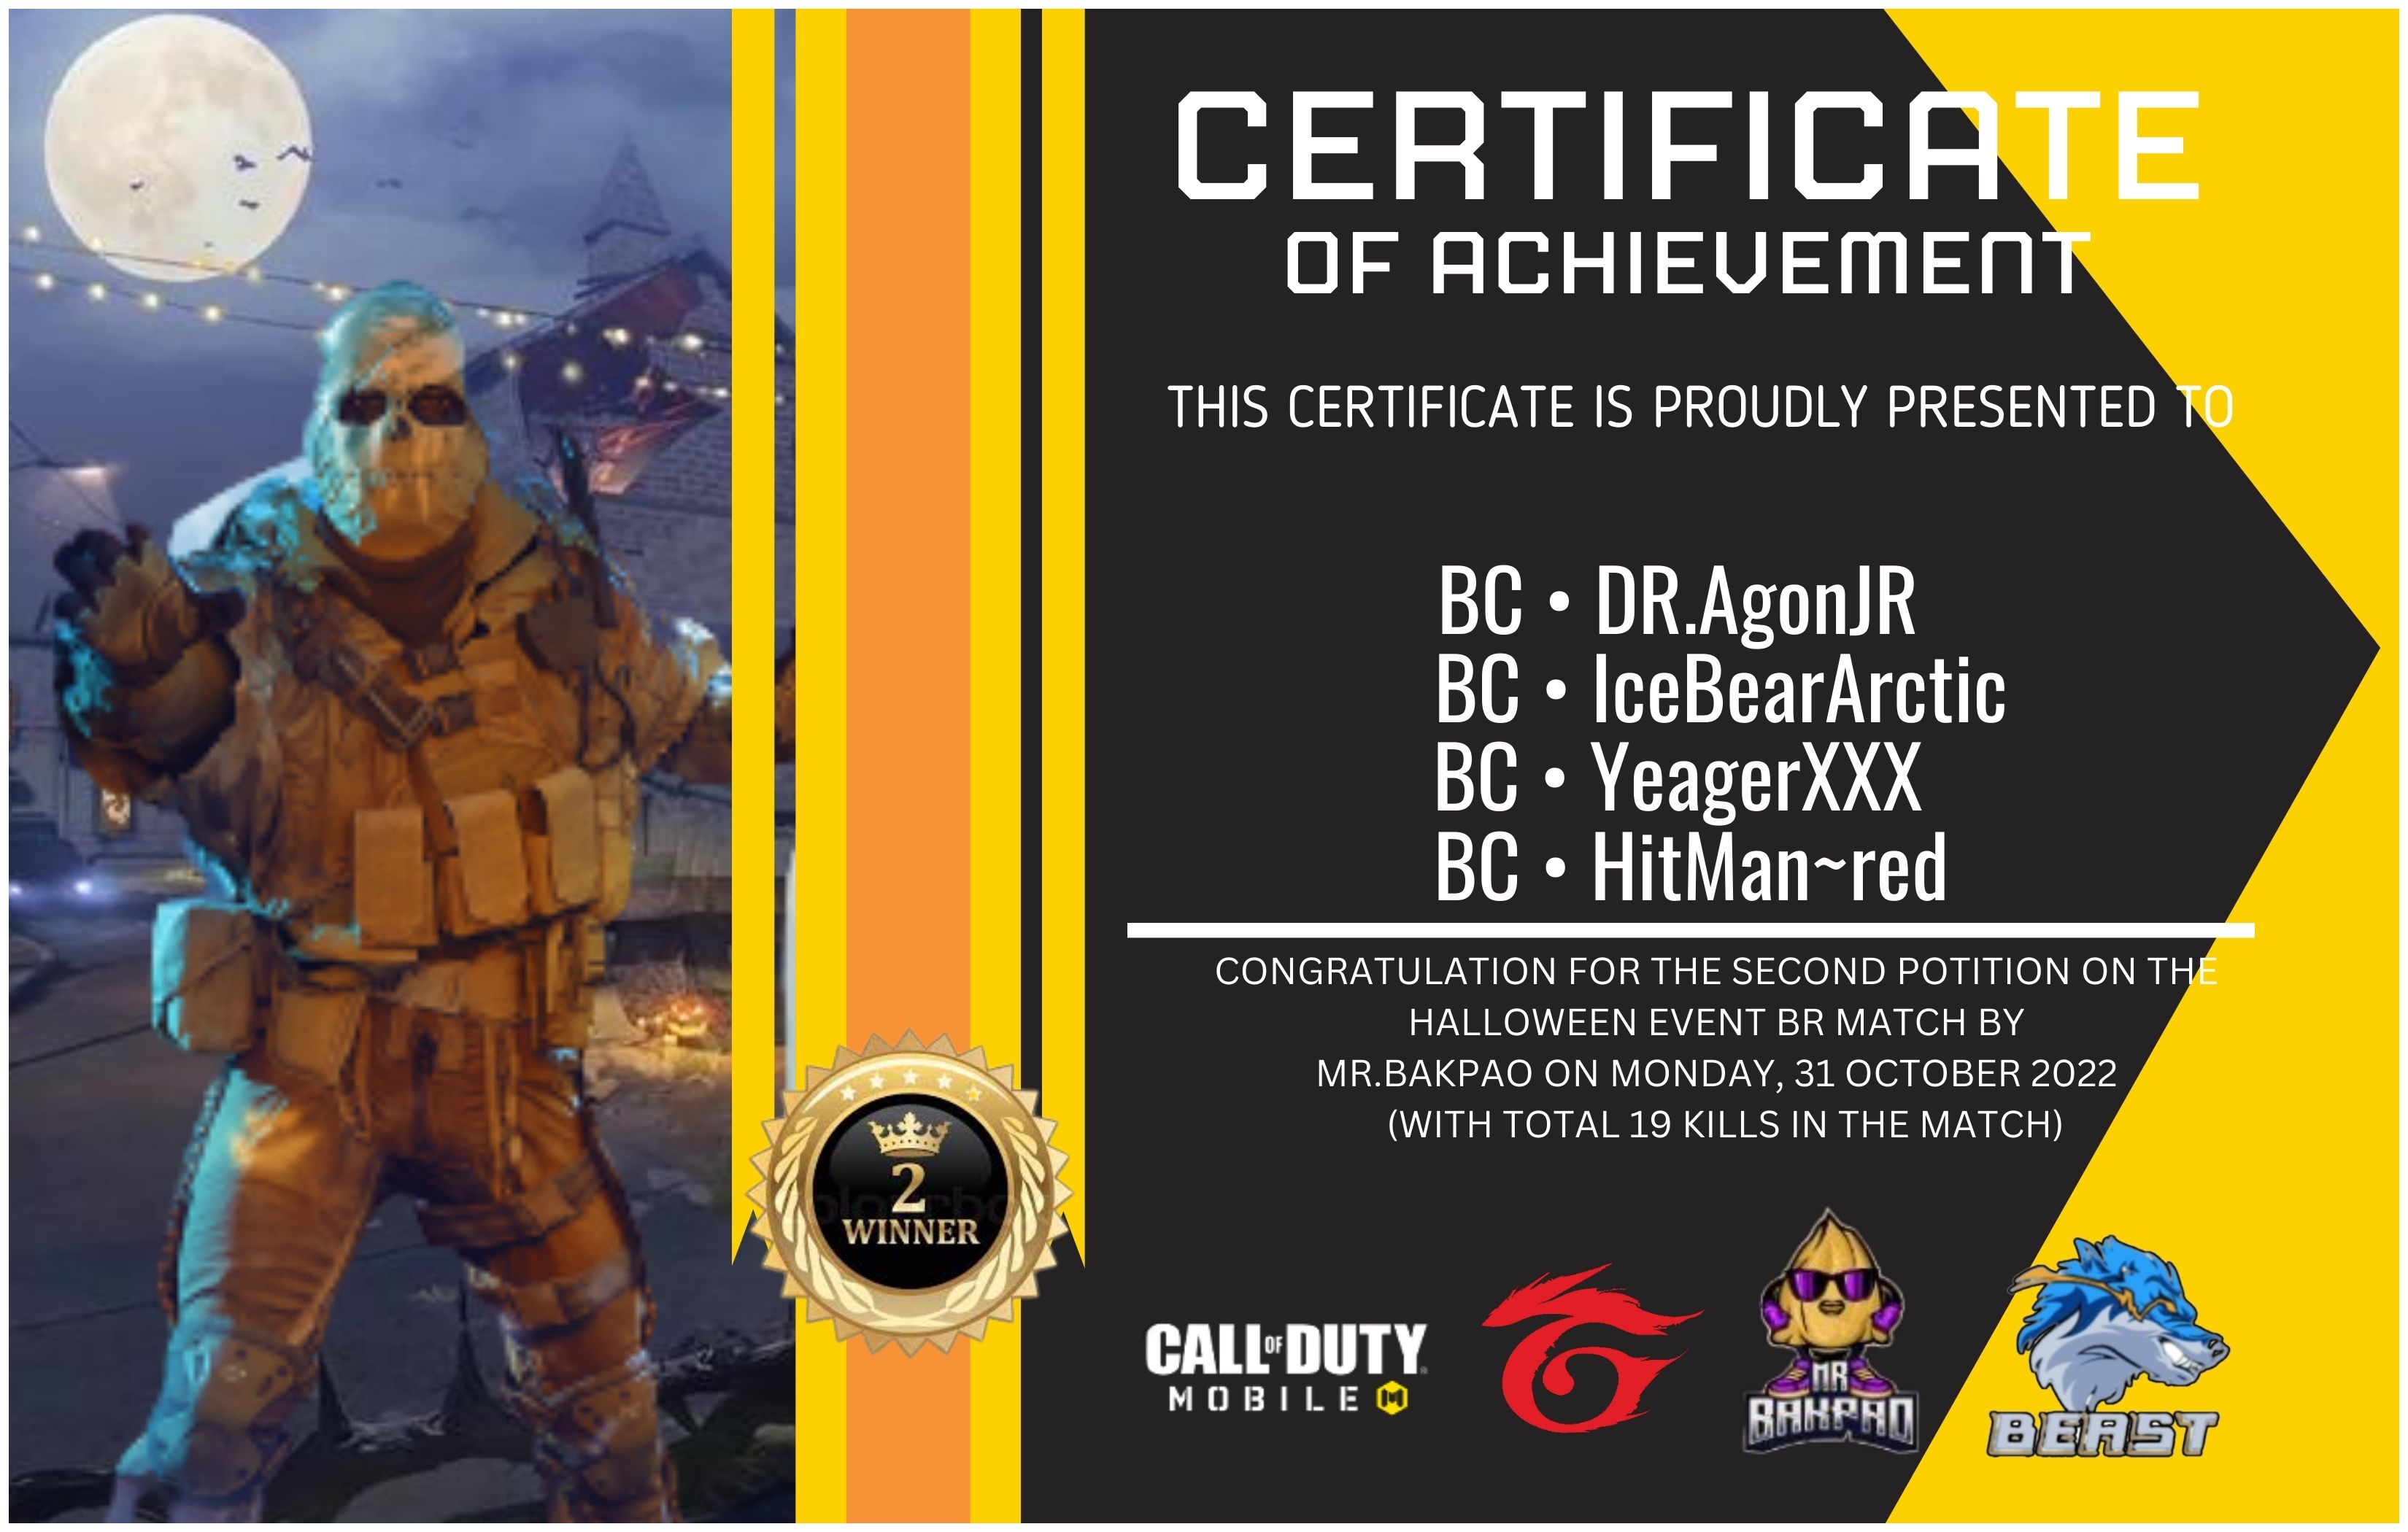 CERTIFICATE
OF ACHIEVEMENT
THIS CERTIFICATE IS PROUDLY PRESENTED TO
BC • DR.AgonJR
BC • IceBearArctic
BC • YeagerXXX
BC • HitMan~red
CONGRATULATION FOR THE SECOND POTITION ON THE
HALLOWEEN EVENT BR MATCH BY
MR.BAKPAO ON MONDAY, 31 OCTOBER 2022
(WITH TOTAL 19 KILLS IN THE MATCH)
2
WINNER
CALL OF DUTY
MOBILE
MR
BAKPAO
BEAST